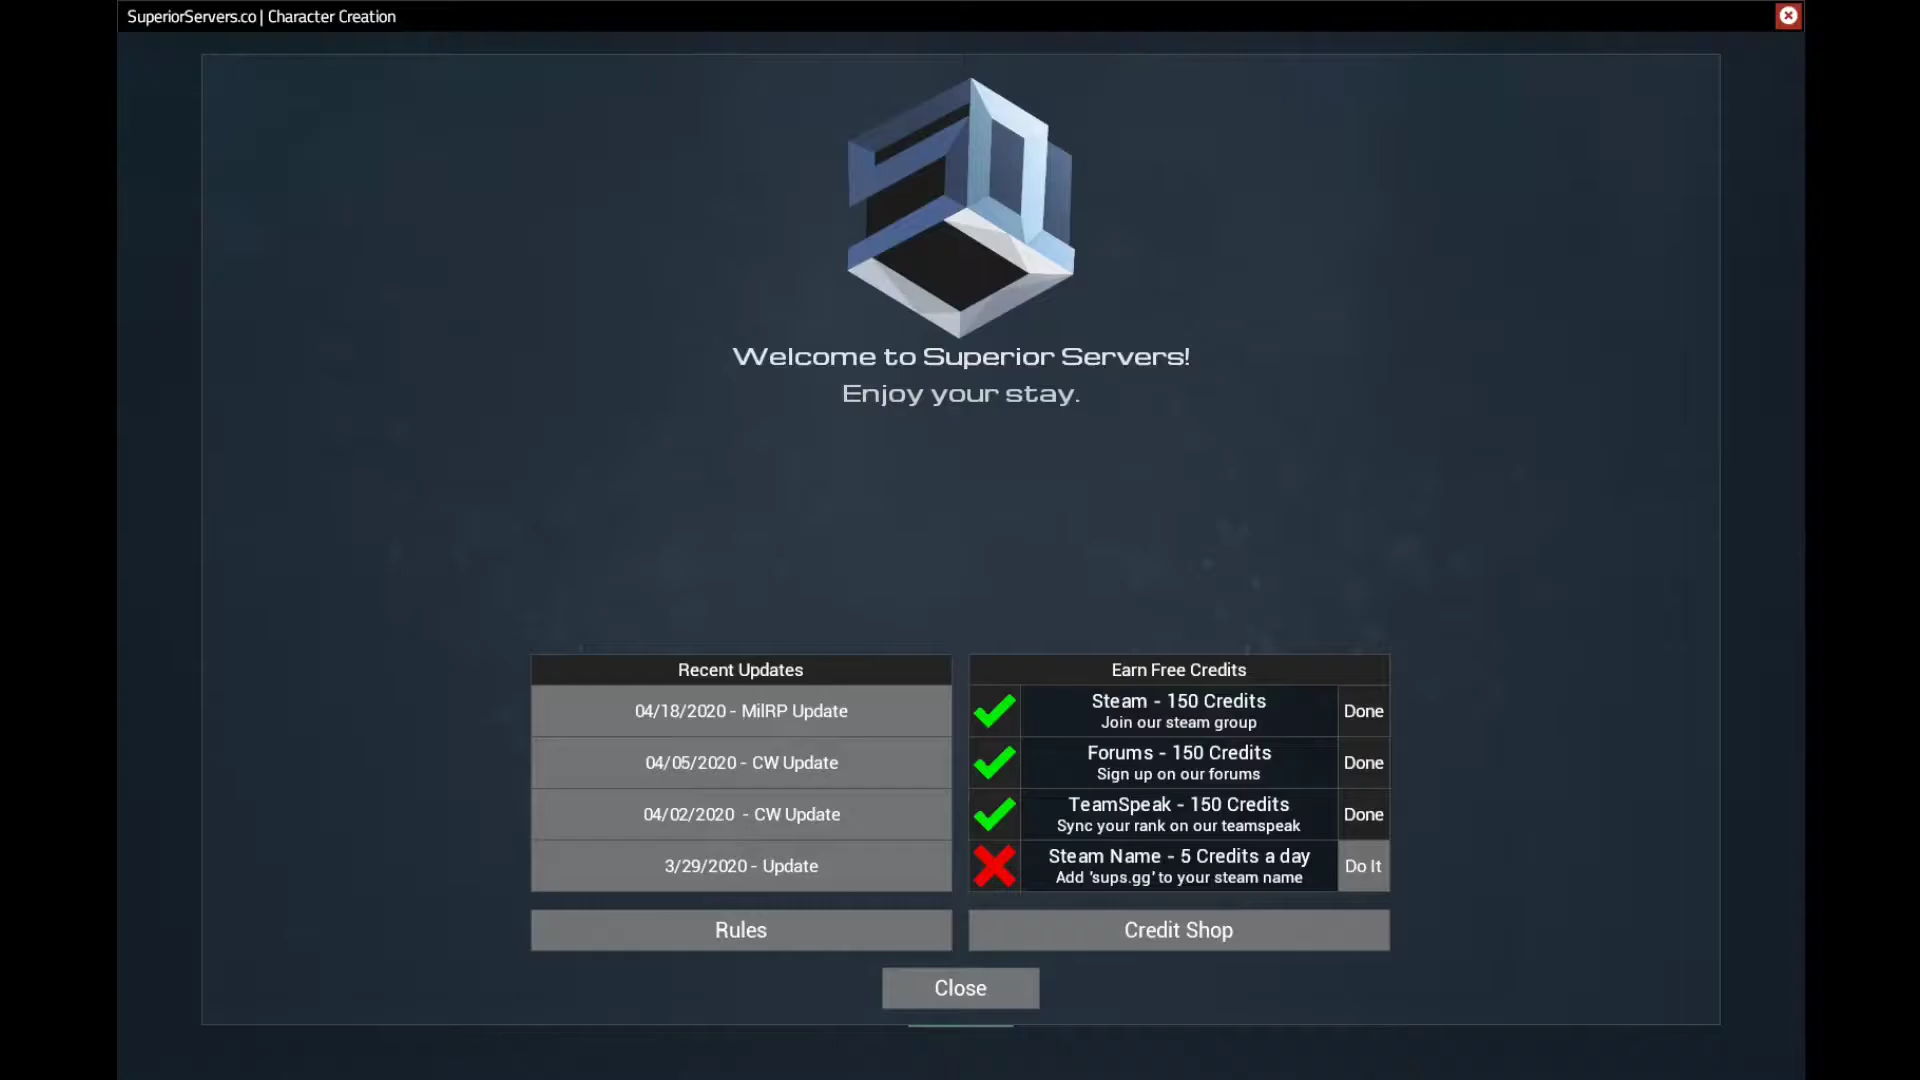 SuperiorServers.co | Character Creation
Welcome to Superior Servers!
Enjoy your stay.
Recent Updates
04/18/2020 - MilRP Update
04/05/2020 - CW Update
04/02/2020 - CW Update
3/29/2020 - Update
Rules
Earn Free Credits
Steam - 150 Credits
Join our steam group
Done
Forums - 150 Credits
Sign up on our forums
Done
TeamSpeak - 150 Credits
Sync your rank on our teamspeak
Done
Steam Name - 5 Credits a day
Add 'sups.gg' to your steam name
Do It
Credit Shop
Close